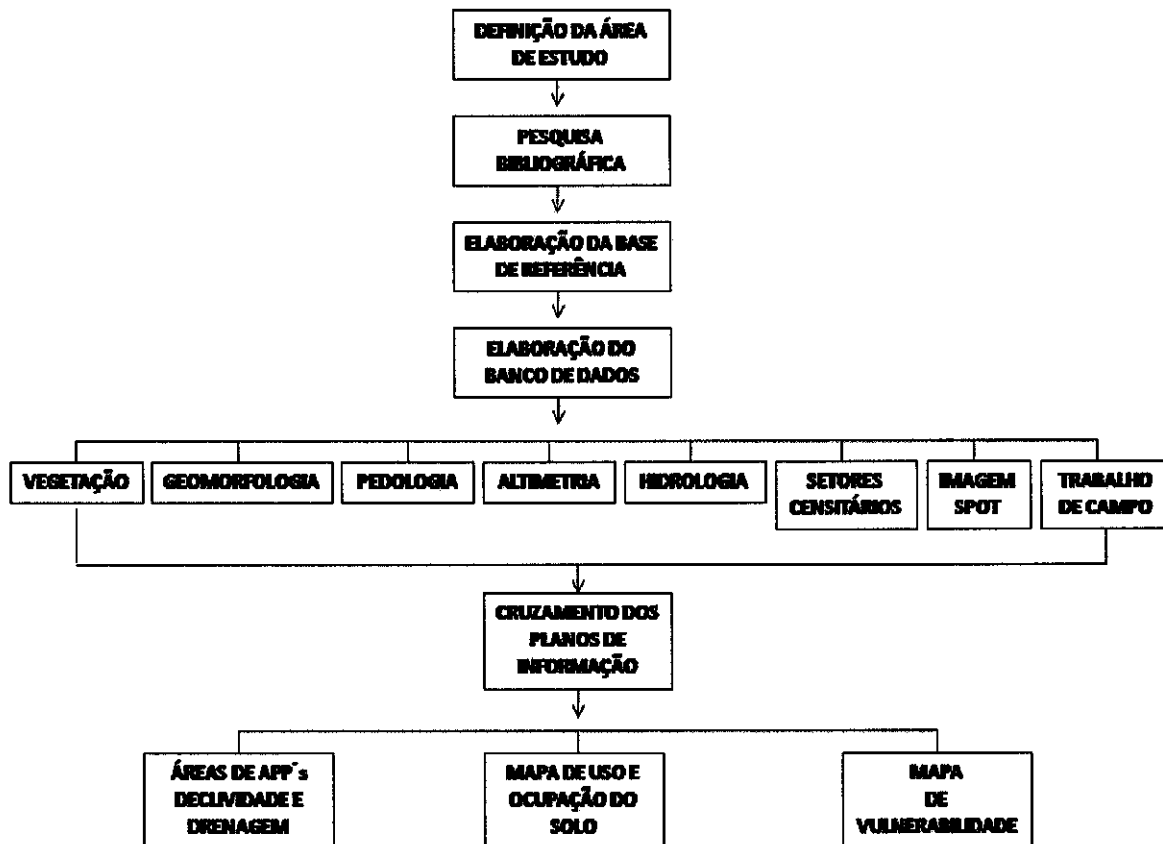 DEFINIÇÃO DA ÁREA
DE ESTUDO
PESQUISA
BIBLIOGRÁFICA
ELABORAÇÃO DA BASE
DE REFERÊNCIA
ELABORAÇÃO DO
BANCO DE DADOS
VEGETAÇÃO
GEOMORFOLOGIA
PEDOLOGIA
ALTIMETRIA
HIDROLOGIA
SETORES
CENSITÁRIOS
IMAGEM
SPOT
TRABALHO
DE CAMPO
CRUZAMENTO DOS
PLANOS DE
INFORMAÇÃO
ÁREAS DE APP´s
DECLIVIDADE E
DRENAGEM
MAPA DE USO E
OCUPAÇÃO DO
SOLO
MAPA
DE
VULNERABILIDADE